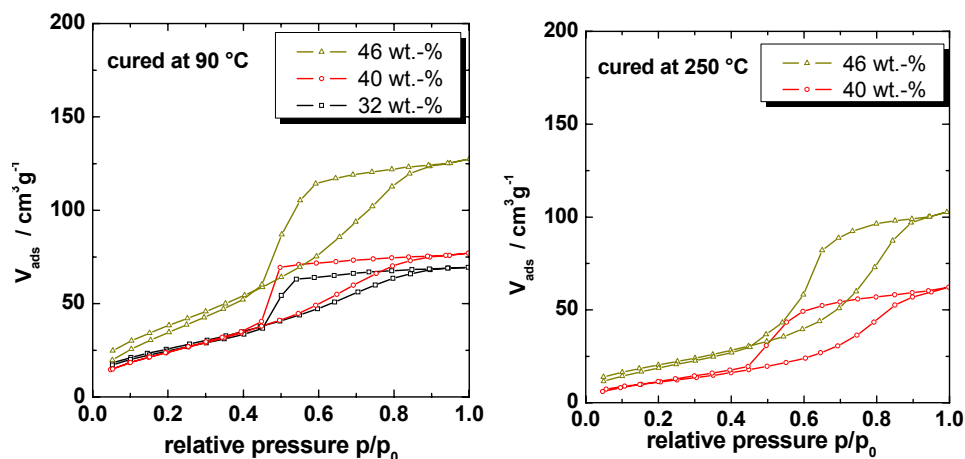 200
150
100
50
0
V_ads / cm³g⁻¹
cured at 90 °C
46 wt.-%
40 wt.-%
32 wt.-%
0.0 0.2 0.4 0.6 0.8 1.0
relative pressure p/p₀
200
150
100
50
0
V_ads / cm³g⁻¹
cured at 250 °C
46 wt.-%
40 wt.-%
0.0 0.2 0.4 0.6 0.8 1.0
relative pressure p/p₀